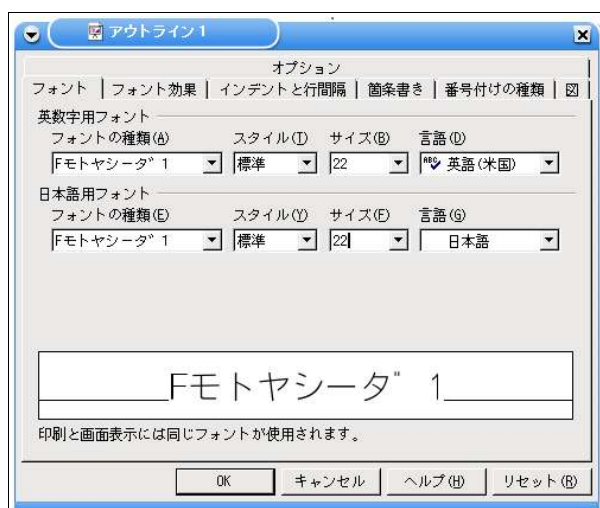 アウトライン1
オプション
フォント フォント効果 インデントと行間隔 箇条書き 番号付けの種類 図
英数字用フォント
フォントの種類(A) スタイル(T) サイズ(B) 言語(D)
Fモトヤシータ゛1 標準 22 ABC 英語(米国)
日本語用フォント
フォントの種類(E) スタイル(Y) サイズ(F) 言語(G)
Fモトヤシータ゛1 標準 22 日本語
Fモトヤシータ゛1
印刷と画面表示には同じフォントが使用されます。
OK キャンセル ヘルプ(H) リセット(R)